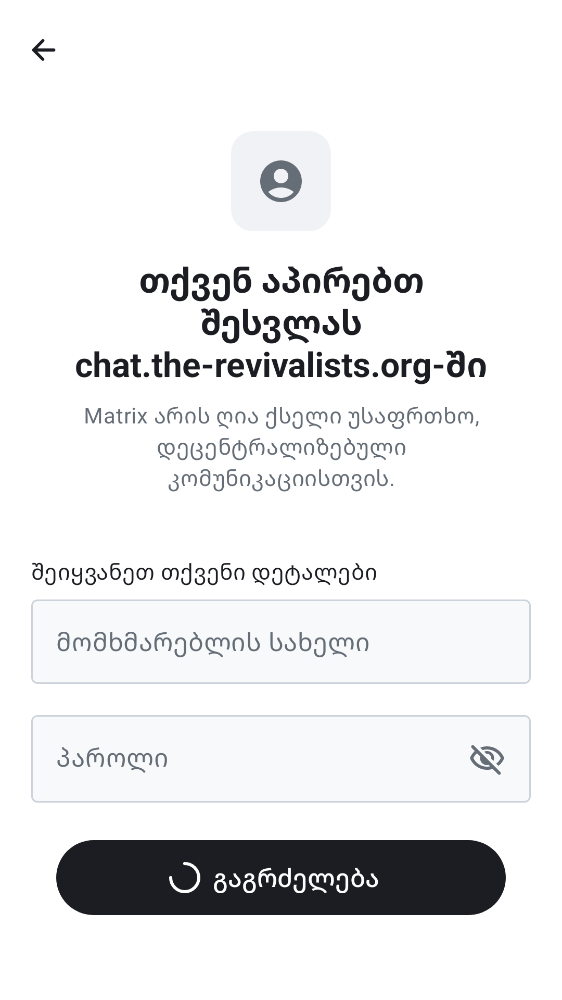 თქვენ აპირებთ
შესვლას
chat.the-revivalists.org-ში
Matrix არის ღია ქსელი უსაფრთხო,
დეცენტრალიზებული
კომუნიკაციისთვის.
შეიყვანეთ თქვენი დეტალები
მომხმარებლის სახელი
პაროლი
გაგრძელება